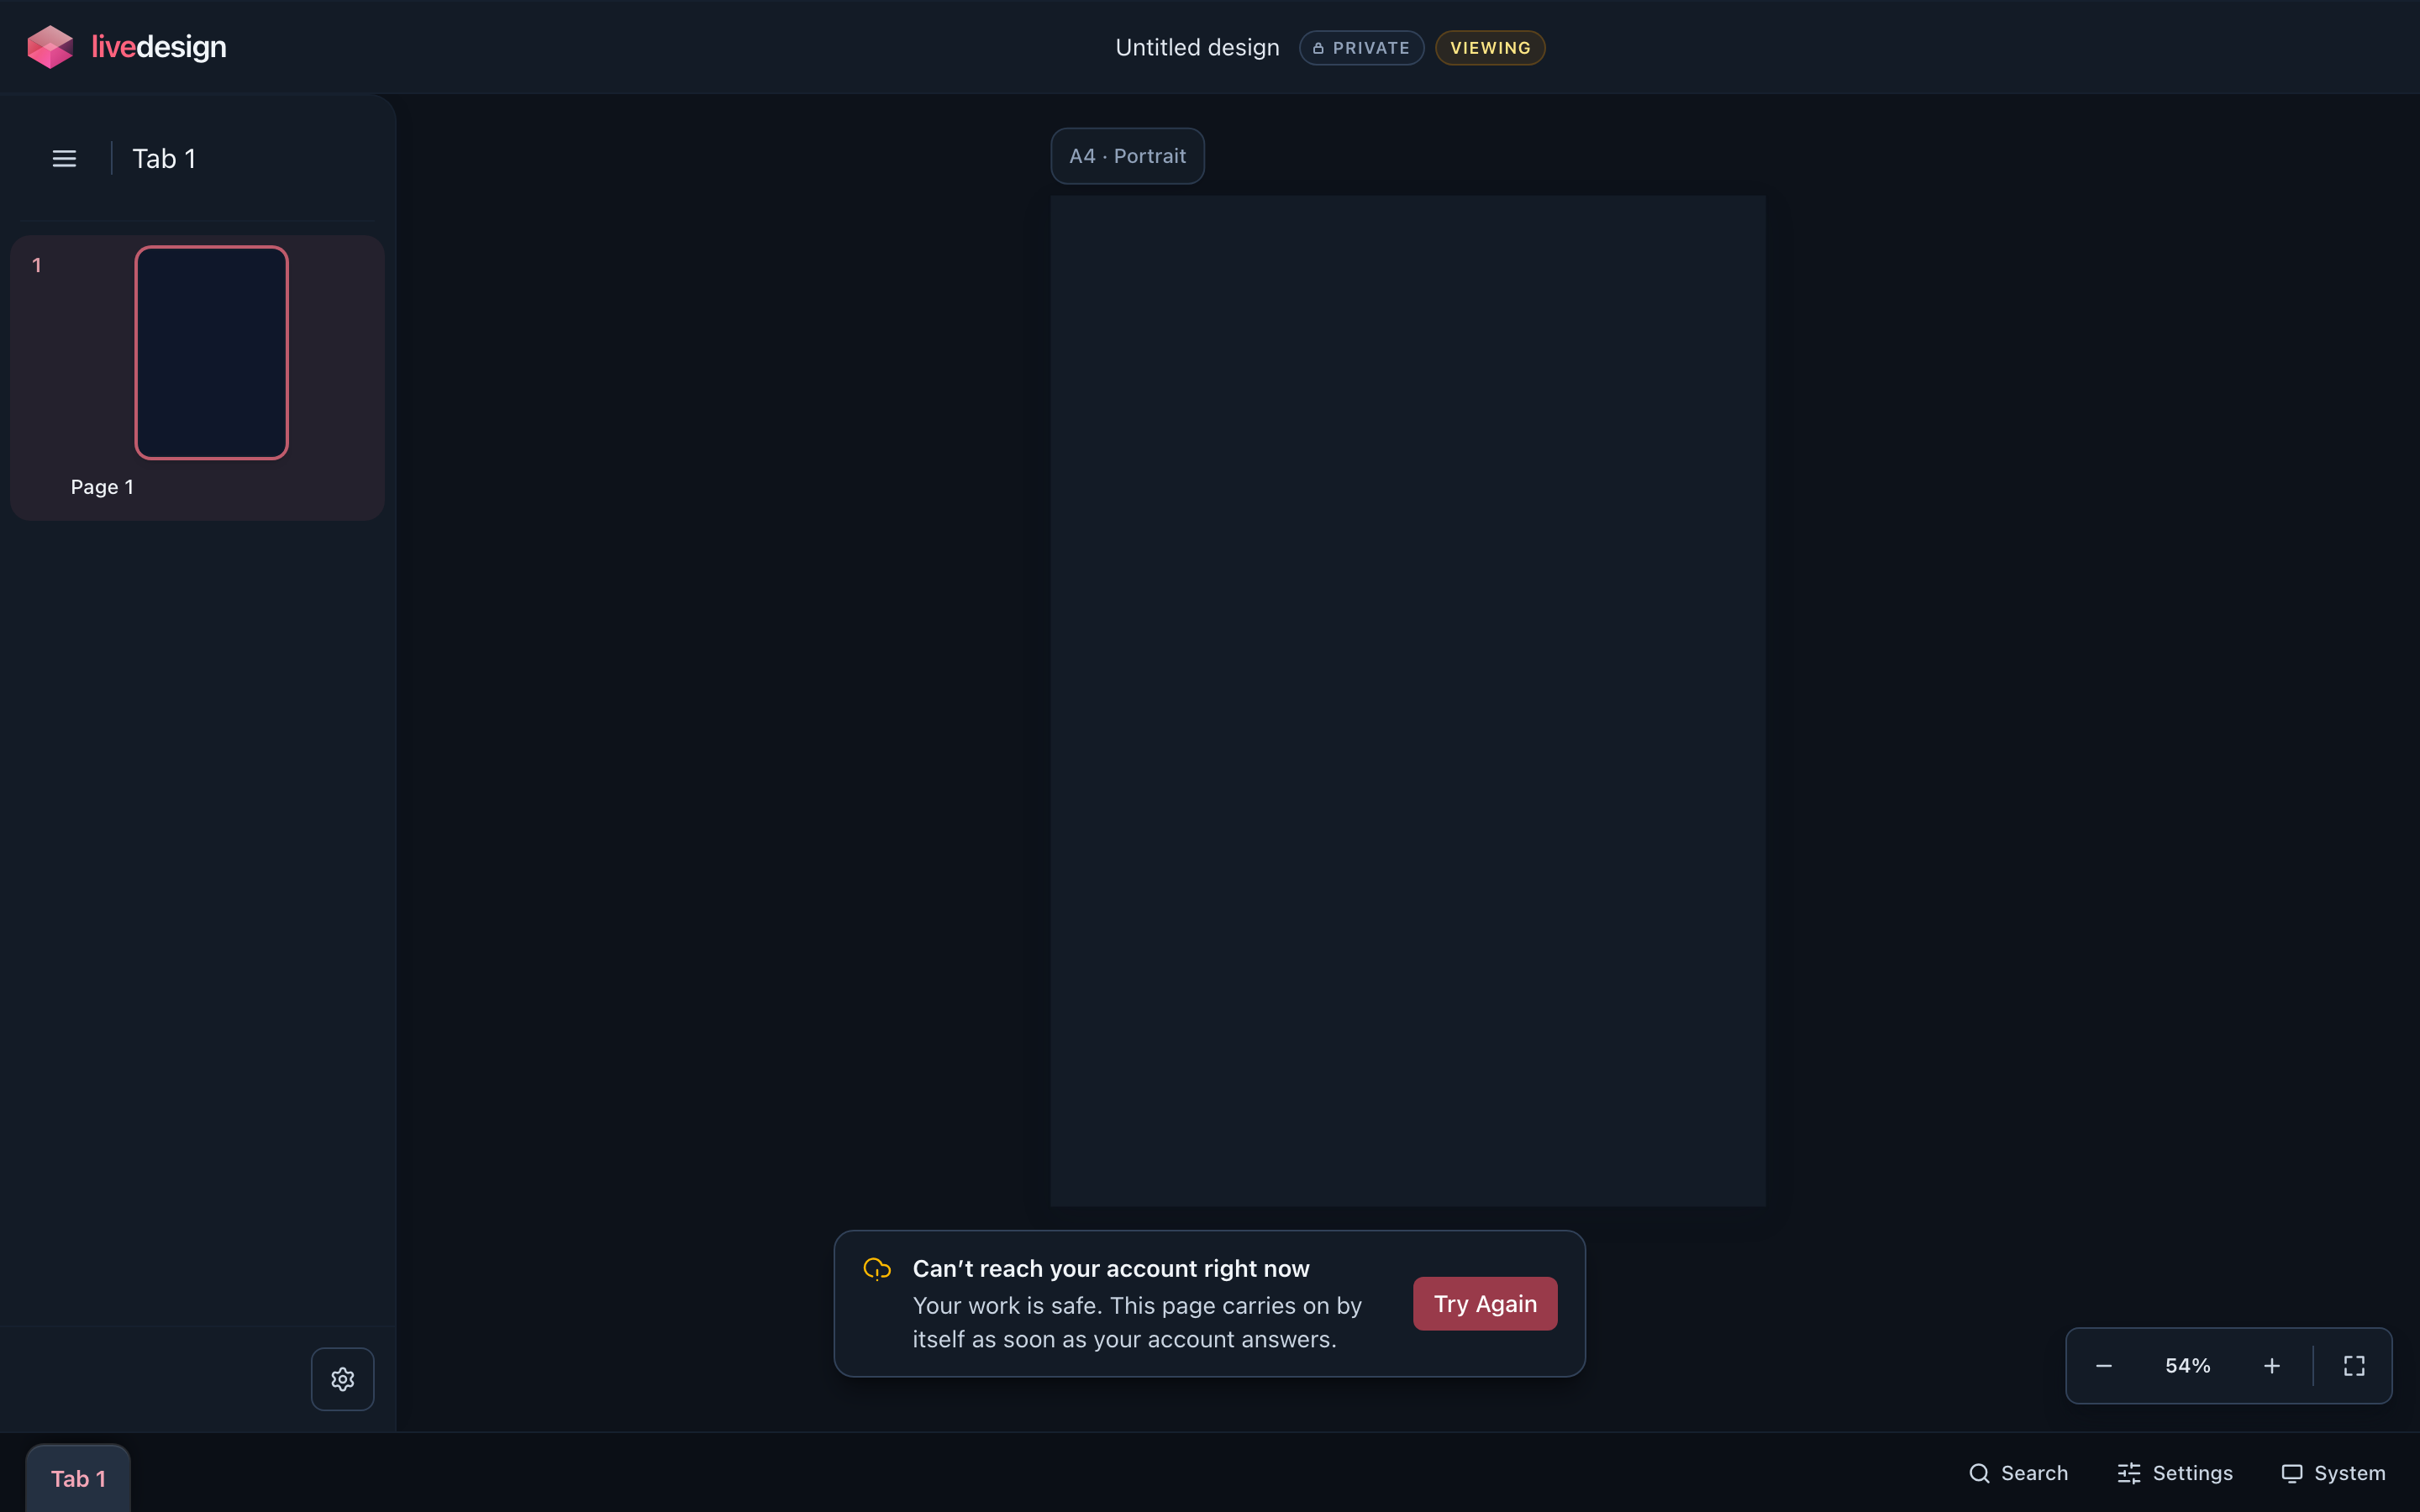 livedesign
Untitled design
PRIVATE
VIEWING
Tab 1
A4 · Portrait
1
Page 1
Can’t reach your account right now
Your work is safe. This page carries on by
itself as soon as your account answers.
Try Again
54%
Tab 1
Search
Settings
System